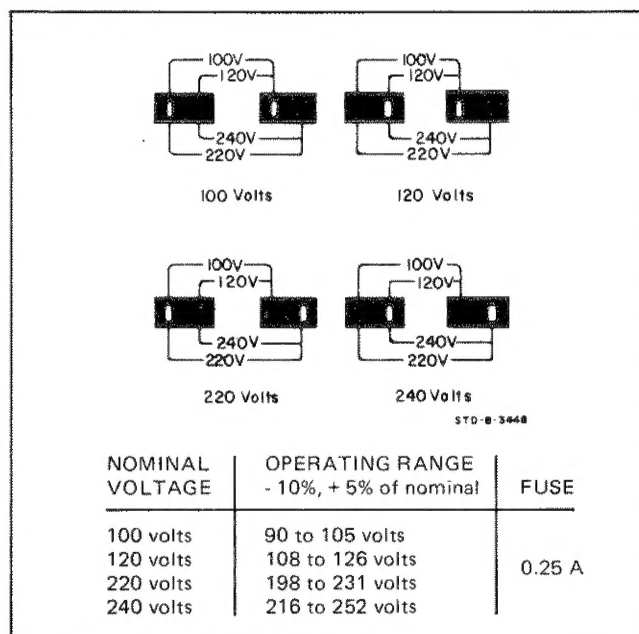 100V 100V
120V 120V
240V 240V
220V 220V
100 Volts 120 Volts
100V 100V
120V 120V
240V 240V
220V 220V
220 Volts 240 Volts
STD-B-3448
NOMINAL OPERATING RANGE
VOLTAGE - 10%, + 5% of nominal FUSE
100 volts 90 to 105 volts
120 volts 108 to 126 volts
0.25 A
220 volts 198 to 231 volts
240 volts 216 to 252 volts